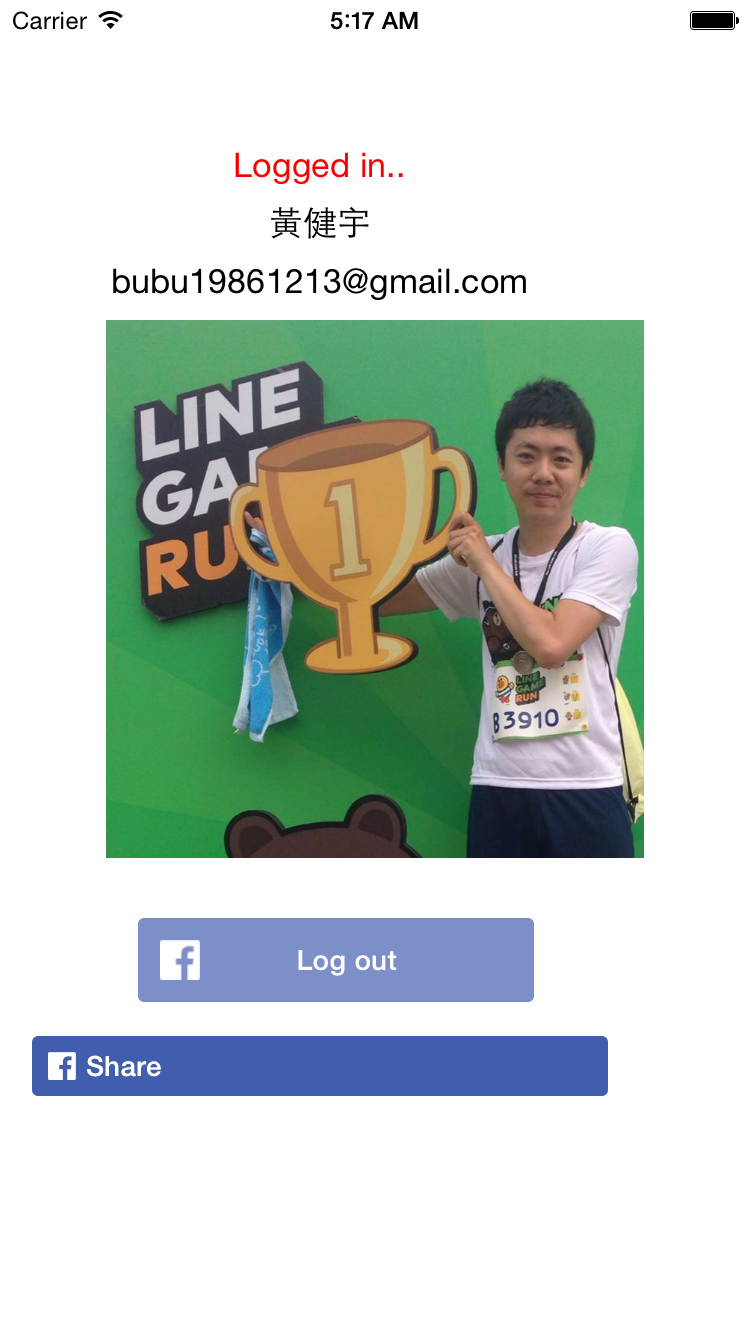 Carrier 5:17 AM
Logged in..
黃健宇
bubu19861213@gmail.com
LINE
GA
RU
1
LINE
GAME
RUN
B 3910
Log out
Share